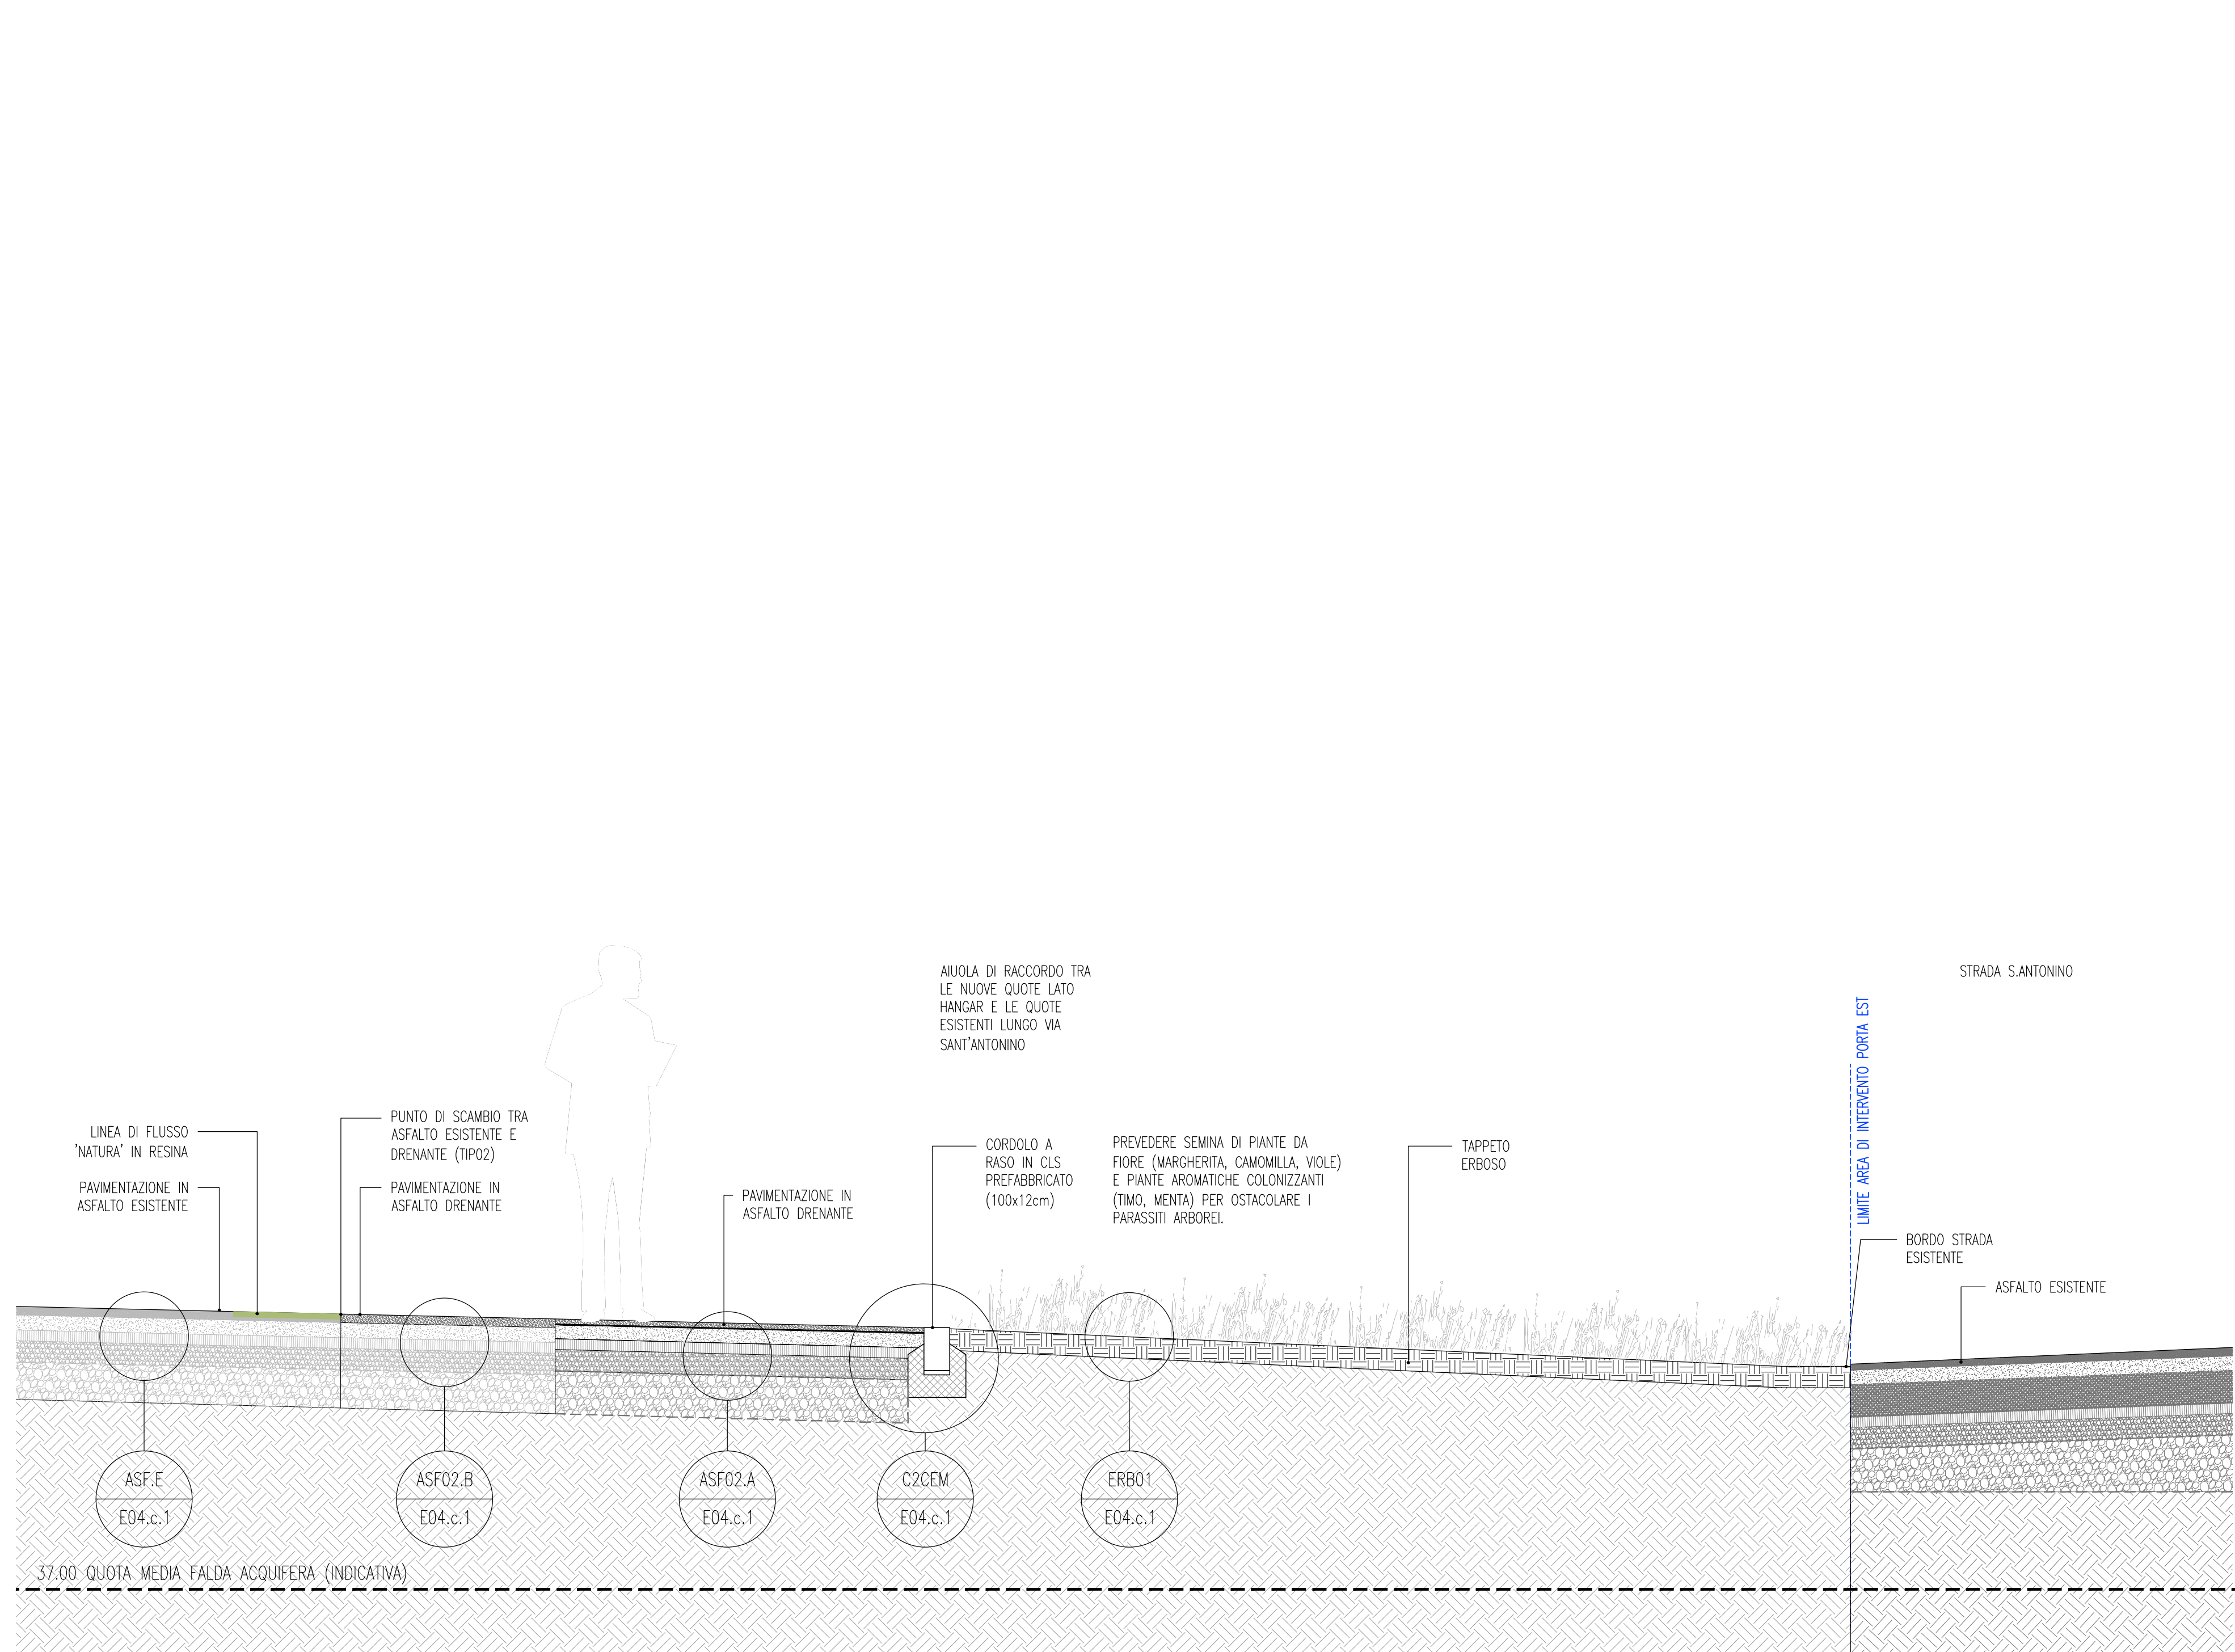 AIUOLA DI RACCORDO TRA
LE NUOVE QUOTE LATO
HANGAR E LE QUOTE
ESISTENTI LUNGO VIA
SANT'ANTONINO
STRADA S.ANTONINO
LIMITE AREA DI INTERVENTO PORTA EST
LINEA DI FLUSSO
'NATURA' IN RESINA
PAVIMENTAZIONE IN
ASFALTO ESISTENTE
PUNTO DI SCAMBIO TRA
ASFALTO ESISTENTE E
DRENANTE (TIPO2)
PAVIMENTAZIONE IN
ASFALTO DRENANTE
PAVIMENTAZIONE IN
ASFALTO DRENANTE
CORDOLO A
RASO IN CLS
PREFABBRICATO
(100x12cm)
PREVEDERE SEMINA DI PIANTE DA
FIORE (MARGHERITA, CAMOMILLA, VIOLE)
E PIANTE AROMATICHE COLONIZZANTI
(TIMO, MENTA) PER OSTACOLARE I
PARASSITI ARBOREI.
TAPPETO
ERBOSO
BORDO STRADA
ESISTENTE
ASFALTO ESISTENTE
ASF.E
E04.c.1
ASF02.B
E04.c.1
ASF02.A
E04.c.1
C2CEM
E04.c.1
ERB01
E04.c.1
37.00 QUOTA MEDIA FALDA ACQUIFERA (INDICATIVA)